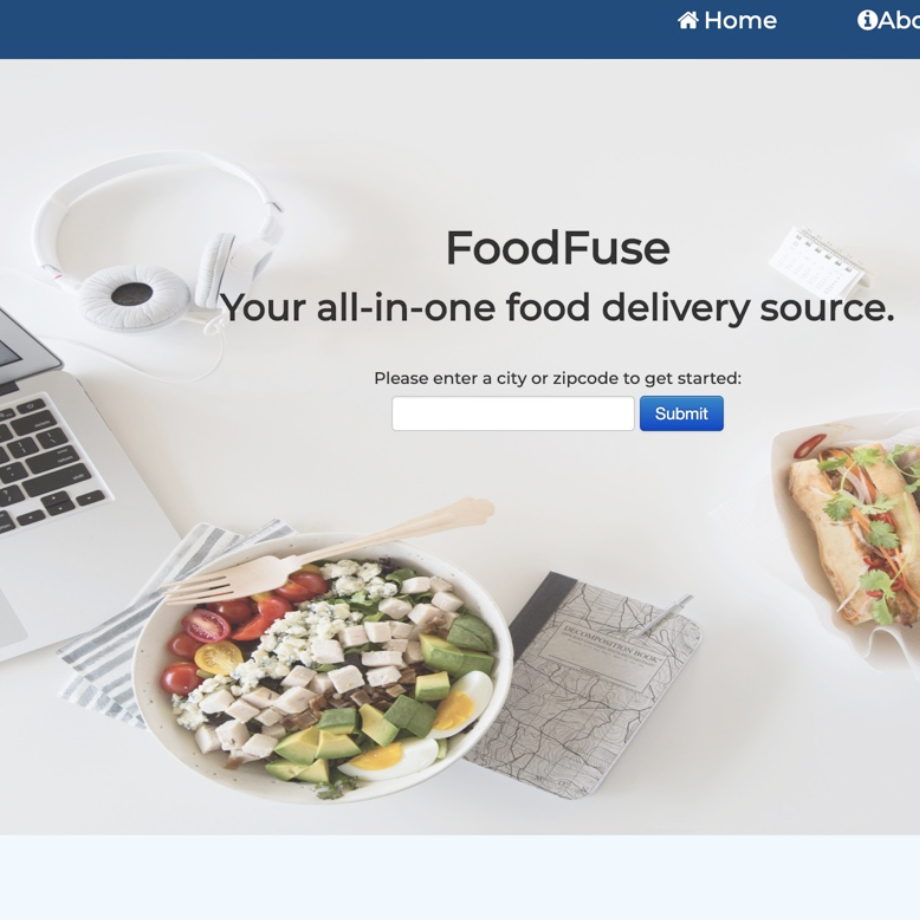 Home
Abo
FoodFuse
Your all-in-one food delivery source.
Please enter a city or zipcode to get started:
Submit
DECOMPOSITION BOOK